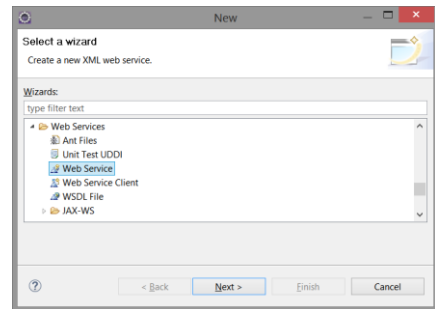 New
Select a wizard
Create a new XML web service.
Wizards:
type filter text
Web Services
Ant Files
Unit Test UDDI
Web Service
Web Service Client
WSDL File
JAX-WS
< Back
Next >
Finish
Cancel